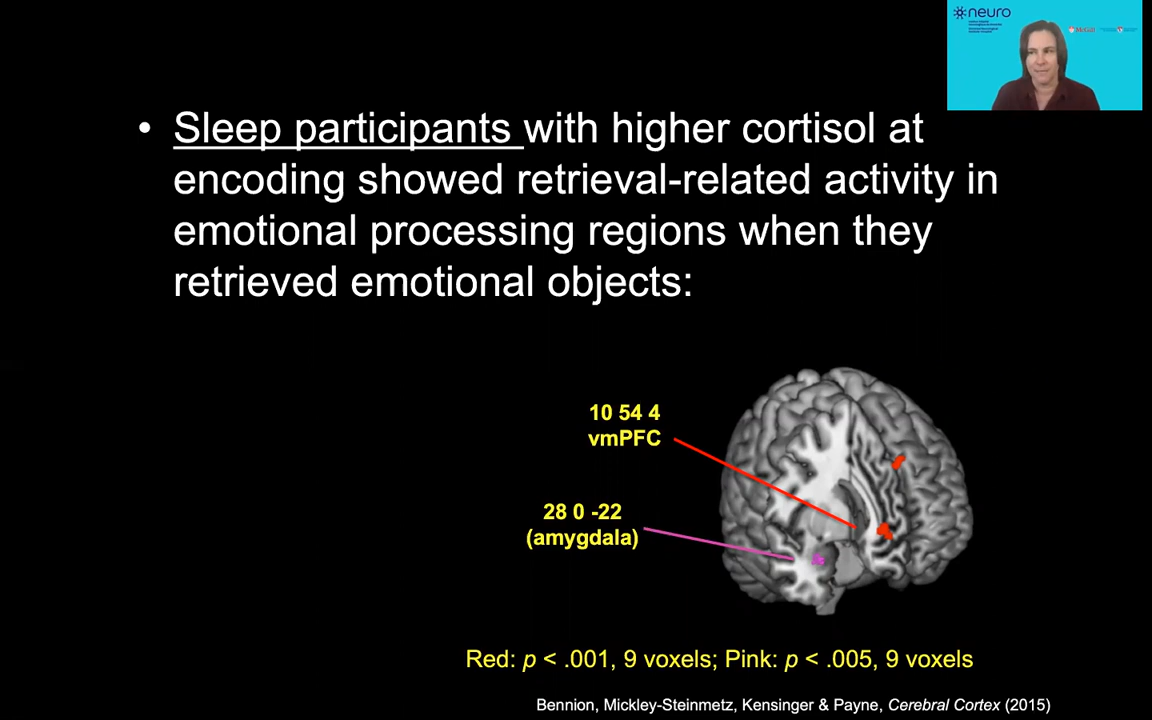 neuro
McGill
• Sleep participants with higher cortisol at
encoding showed retrieval-related activity in
emotional processing regions when they
retrieved emotional objects:
10 54 4
vmPFC
28 0 -22
(amygdala)
Red: p < .001, 9 voxels; Pink: p < .005, 9 voxels
Bennion, Mickley-Steinmetz, Kensinger & Payne, Cerebral Cortex (2015)